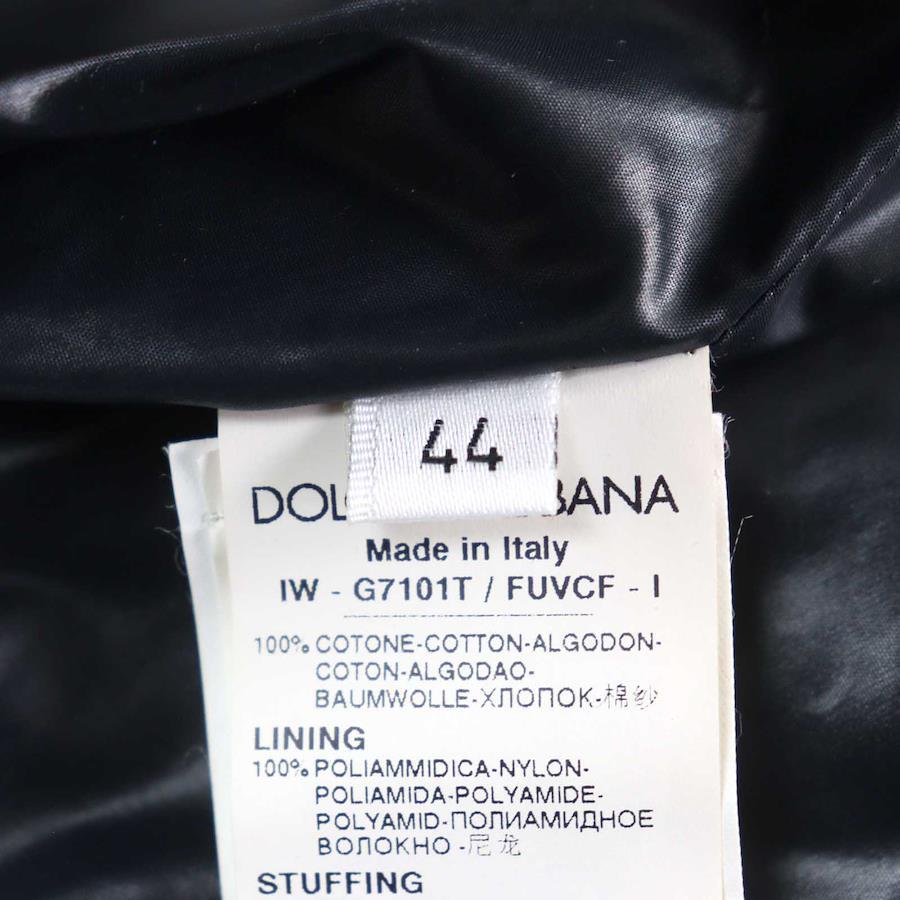 44
DOL BANA
Made in Italy
IW - G7101T / FUVCF - I
100% COTONE-COTTON-ALGODON-
COTON-ALGODAO-
BAUMWOLLE-ХЛОПОК-棉纱
LINING
100% POLIAMMIDICA-NYLON-
POLIAMIDA-POLYAMIDE-
POLYAMID-ПОЛИАМИДНОЕ
ВОЛОКНО -尼龙
STUFFING